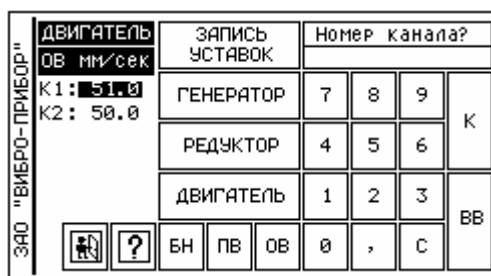 ЗАО "ВИБРО-ПРИБОР"
ДВИГАТЕЛЬ
ОВ мм/сек
К1: 51.0
К2: 50.0
?
ЗАПИСЬ
УСТАВОК
Номер канала?
ГЕНЕРАТОР
7 8 9
К
РЕДУКТОР
4 5 6
ДВИГАТЕЛЬ
1 2 3
ВВ
БН ПВ ОВ 0 , С